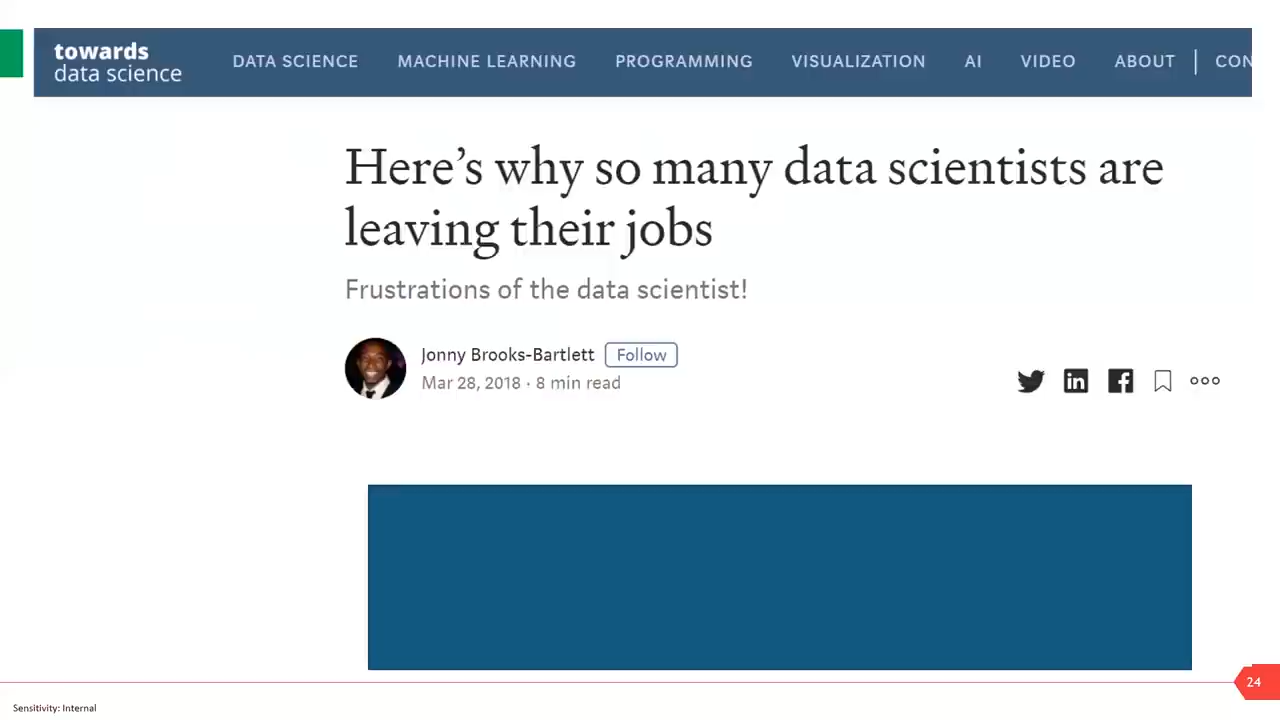 towards
data science
DATA SCIENCE MACHINE LEARNING PROGRAMMING VISUALIZATION AI VIDEO ABOUT | CON
Here’s why so many data scientists are
leaving their jobs
Frustrations of the data scientist!
Jonny Brooks-Bartlett Follow
Mar 28, 2018 · 8 min read
24
Sensitivity: Internal